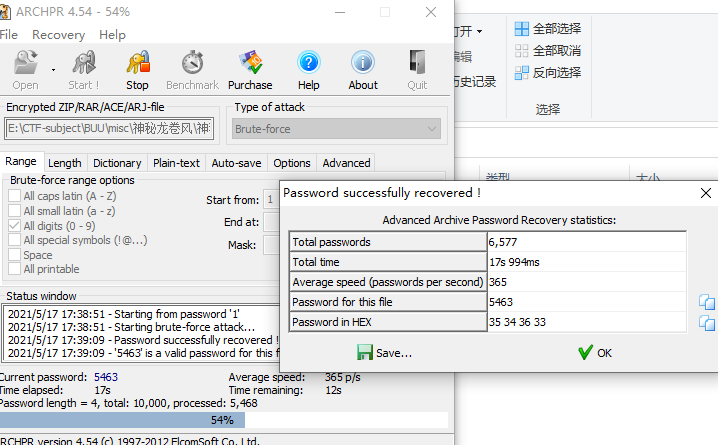 ARCHPR 4.54 - 54%
File Recovery Help
Open Start ! Stop Benchmark Purchase Help About Quit
Encrypted ZIP/RAR/ACE/ARJ-file
E:\CTF-subject\BUU\misc\神秘龙卷风\神
Type of attack
Brute-force
Range Length Dictionary Plain-text Auto-save Options Advanced
Brute-force range options
All caps latin (A - Z)
All small latin (a - z)
All digits (0 - 9)
All special symbols (!@...)
Space
All printable
Start from: 1
End at:
Mask:
Status window
2021/5/17 17:38:51 - Starting from password '1'
2021/5/17 17:38:51 - Starting brute-force attack...
2021/5/17 17:39:09 - Password successfully recovered !
2021/5/17 17:39:09 - '5463' is a valid password for this f
Current password: 5463
Average speed: 365 p/s
Time elapsed: 17s
Time remaining: 12s
Password length = 4, total: 10,000, processed: 5,468
54%
ARCHPR version 4.54 (c) 1997-2012 ElcomSoft Co. Ltd.
打开
编辑
历史记录
全部选择
全部取消
反向选择
选择
类型
大小
Password successfully recovered !
Advanced Archive Password Recovery statistics:
Total passwords 6,577
Total time 17s 994ms
Average speed (passwords per second) 365
Password for this file 5463
Password in HEX 35 34 36 33
Save...
OK